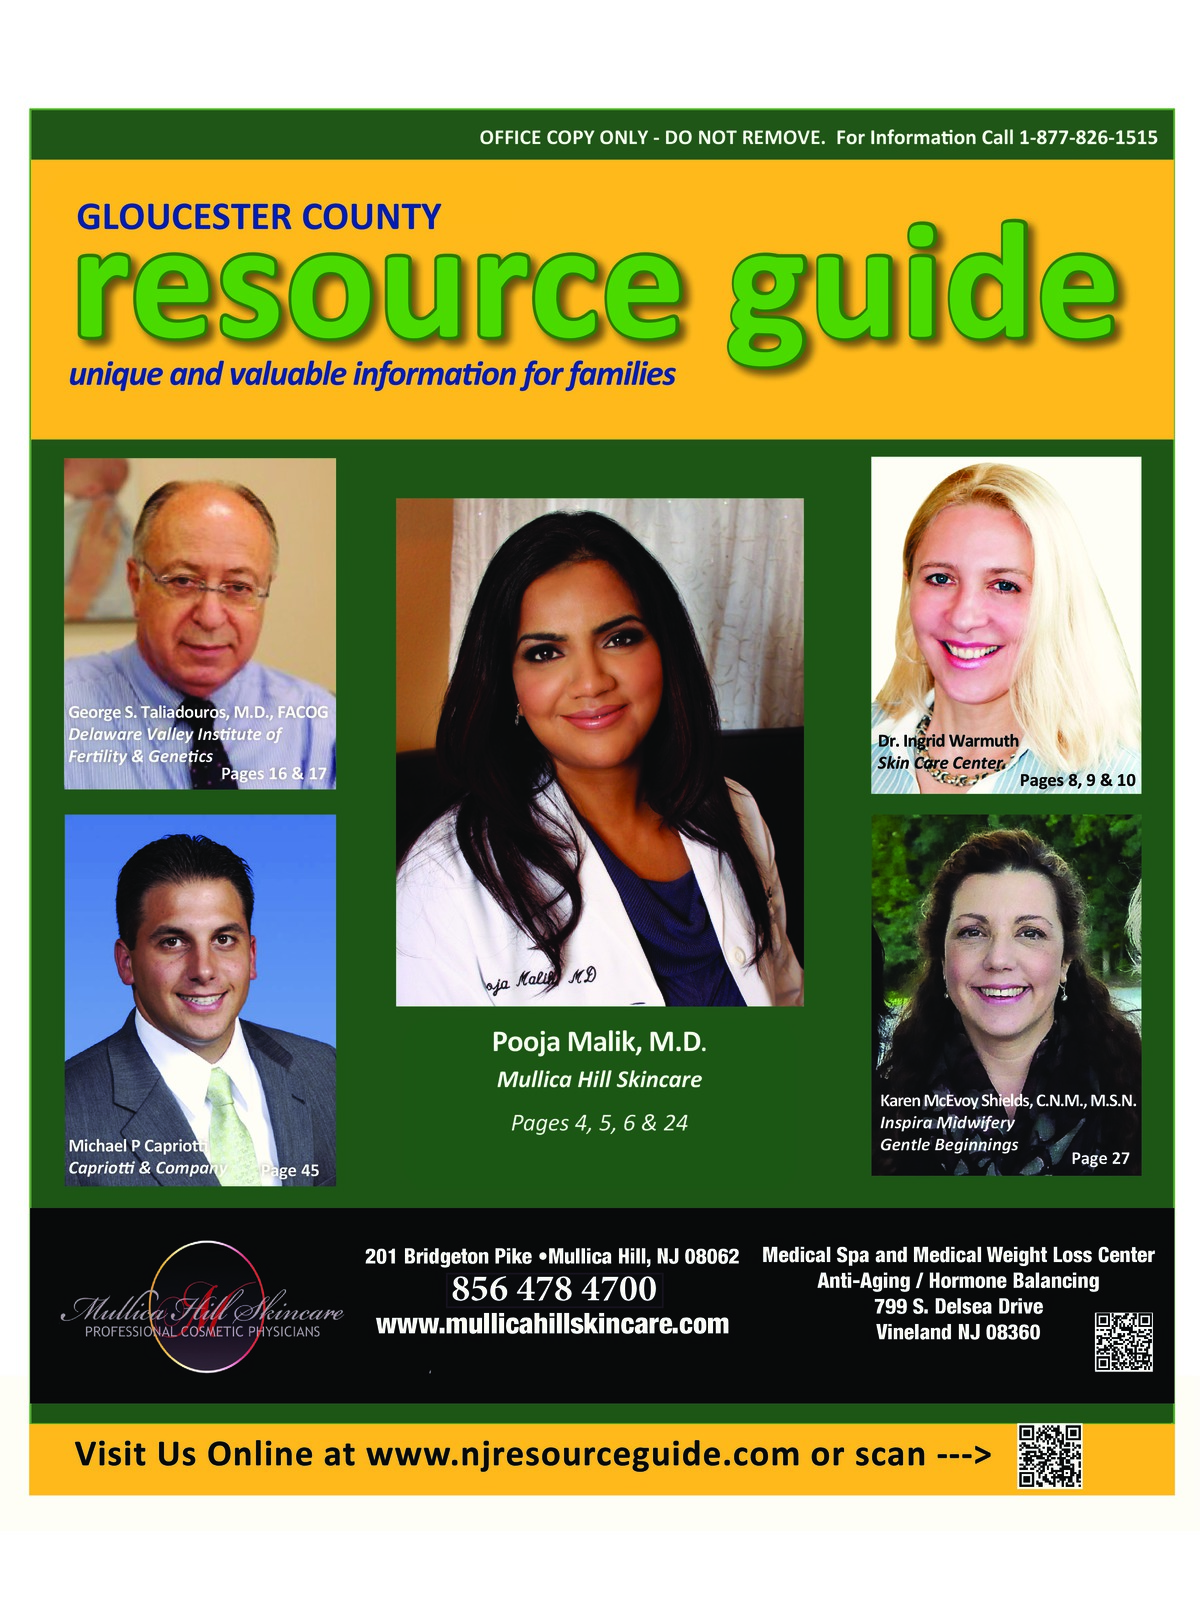 OFFICE COPY ONLY - DO NOT REMOVE.  For Information Call 1-877-826-1515
GLOUCESTER COUNTY
resource guide
unique and valuable information for families
George S. Taliadouros, M.D., FACOG
Delaware Valley Institute of
Fertility & Genetics
Pages 16 & 17
Dr. Ingrid Warmuth
Skin Care Center
Pages 8, 9 & 10
oja Malik, MD
Pooja Malik, M.D.
Mullica Hill Skincare
Pages 4, 5, 6 & 24
Michael P Capriotti
Capriotti & Company
Page 45
Karen McEvoy Shields, C.N.M., M.S.N.
Inspira Midwifery
Gentle Beginnings
Page 27
M
Mullica Hill Skincare
PROFESSIONAL COSMETIC PHYSICIANS
201 Bridgeton Pike •Mullica Hill, NJ 08062
856 478 4700
www.mullicahillskincare.com
Medical Spa and Medical Weight Loss Center
Anti-Aging / Hormone Balancing
799 S. Delsea Drive
Vineland NJ 08360
Visit Us Online at www.njresourceguide.com or scan --->